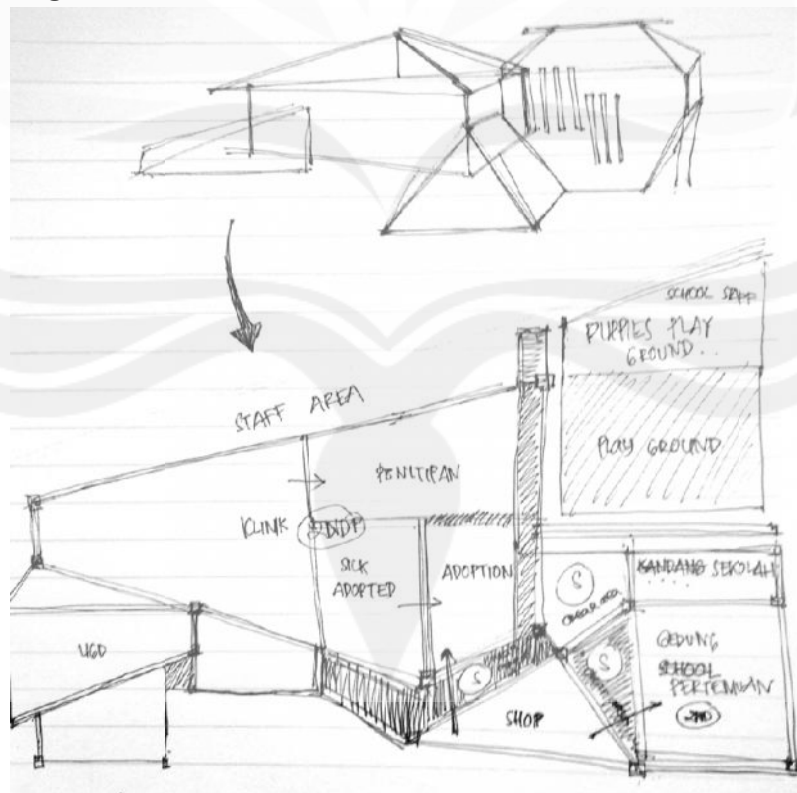 SCHOOL
PUPPIES PLAY
GROUND..
PLAY GROUND
STAFF AREA
PENITIPAN
KLINIK
SICK
ADOPTED
ADOPTION
S
KANDANG SEKOLAH
UGD
S
S
SHOP
GEDUNG
SCHOOL
PERTEMUAN